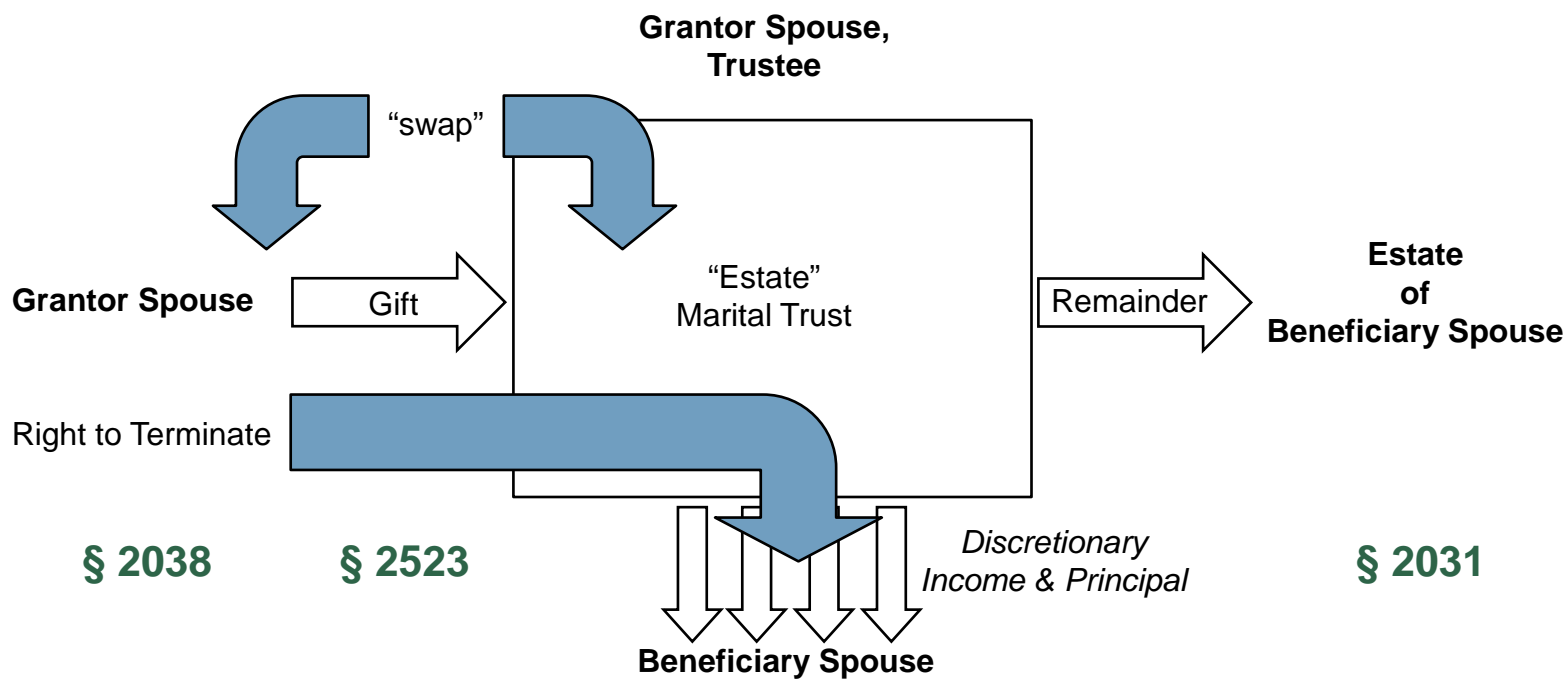 Grantor Spouse,
Trustee
“swap”
Grantor Spouse
Gift
“Estate”
Marital Trust
Remainder
Estate
of
Beneficiary Spouse
Right to Terminate
§ 2038
§ 2523
Discretionary
Income & Principal
§ 2031
Beneficiary Spouse